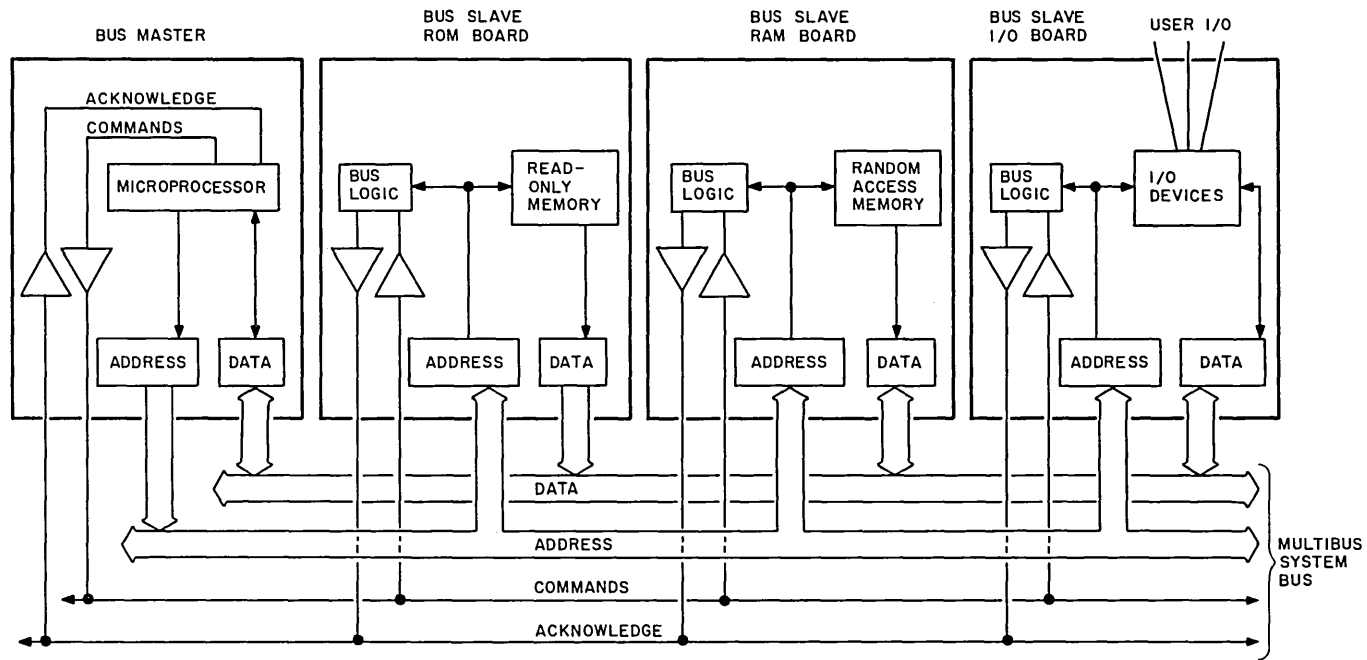 BUS MASTER
BUS SLAVE
ROM BOARD
BUS SLAVE
RAM BOARD
BUS SLAVE
I/O BOARD
USER I/O
ACKNOWLEDGE
COMMANDS
MICROPROCESSOR
ADDRESS
DATA
BUS
LOGIC
READ-
ONLY
MEMORY
ADDRESS
DATA
BUS
LOGIC
RANDOM
ACCESS
MEMORY
ADDRESS
DATA
BUS
LOGIC
I/O
DEVICES
ADDRESS
DATA
DATA
ADDRESS
COMMANDS
ACKNOWLEDGE
MULTIBUS
SYSTEM
BUS